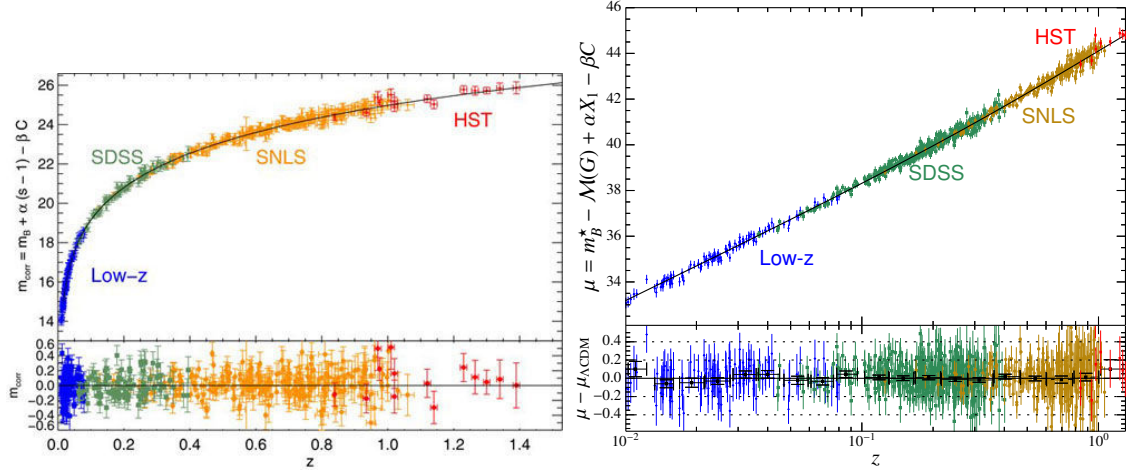 m_corr = m_B + α (s − 1) − β C
26
24
22
20
18
16
14
HST
SNLS
SDSS
Low−z
m_corr
0.6
0.4
0.2
0.0
-0.2
-0.4
-0.6
0.0 0.2 0.4 0.6 0.8 1.0 1.2 1.4
z
μ = m*_B − M(G) + αX_1 − βC
46
44
42
40
38
36
34
HST
SNLS
SDSS
Low-z
μ − μ_ΛCDM
0.4
0.2
0.0
−0.2
−0.4
10^−2 10^−1 10^0
z